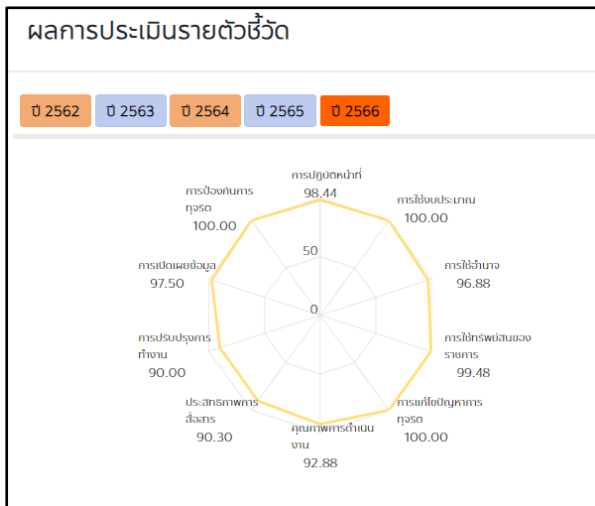 ผลการประเมินรายตัวชี้วัด
ปี 2562
ปี 2563
ปี 2564
ปี 2565
ปี 2566
การปฏิบัติหน้าที่
98.44
การใช้งบประมาณ
100.00
การใช้อำนาจ
96.88
การใช้ทรัพย์สินของ
ราชการ
99.48
การแก้ไขปัญหาการ
ทุจริต
100.00
คุณภาพการดำเนิน
งาน
92.88
ประสิทธิภาพการ
สื่อสาร
90.30
การปรับปรุงการ
ทำงาน
90.00
การเปิดเผยข้อมูล
97.50
การป้องกันการ
ทุจริต
100.00
50
0